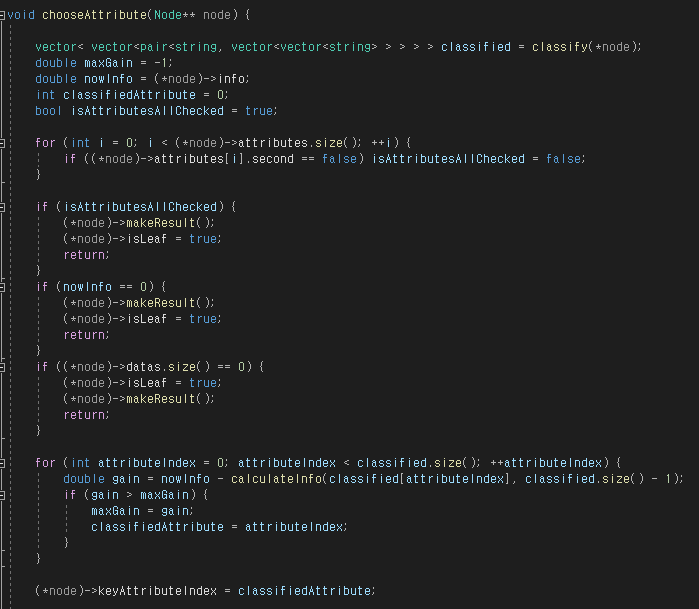 void chooseAttribute(Node** node) {
vector< vector<pair<string, vector<vector<string> > > > > classified = classify(*node);
double maxGain = -1;
double nowInfo = (*node)->info;
int classifiedAttribute = 0;
bool isAttributesAllChecked = true;
for (int i = 0; i < (*node)->attributes.size(); ++i) {
if ((*node)->attributes[i].second == false) isAttributesAllChecked = false;
}
if (isAttributesAllChecked) {
(*node)->makeResult();
(*node)->isLeaf = true;
return;
}
if (nowInfo == 0) {
(*node)->makeResult();
(*node)->isLeaf = true;
return;
}
if ((*node)->datas.size() == 0) {
(*node)->isLeaf = true;
(*node)->makeResult();
return;
}
for (int attributeIndex = 0; attributeIndex < classified.size(); ++attributeIndex) {
double gain = nowInfo - calculateInfo(classified[attributeIndex], classified.size() - 1);
if (gain > maxGain) {
maxGain = gain;
classifiedAttribute = attributeIndex;
}
}
(*node)->keyAttributeIndex = classifiedAttribute;